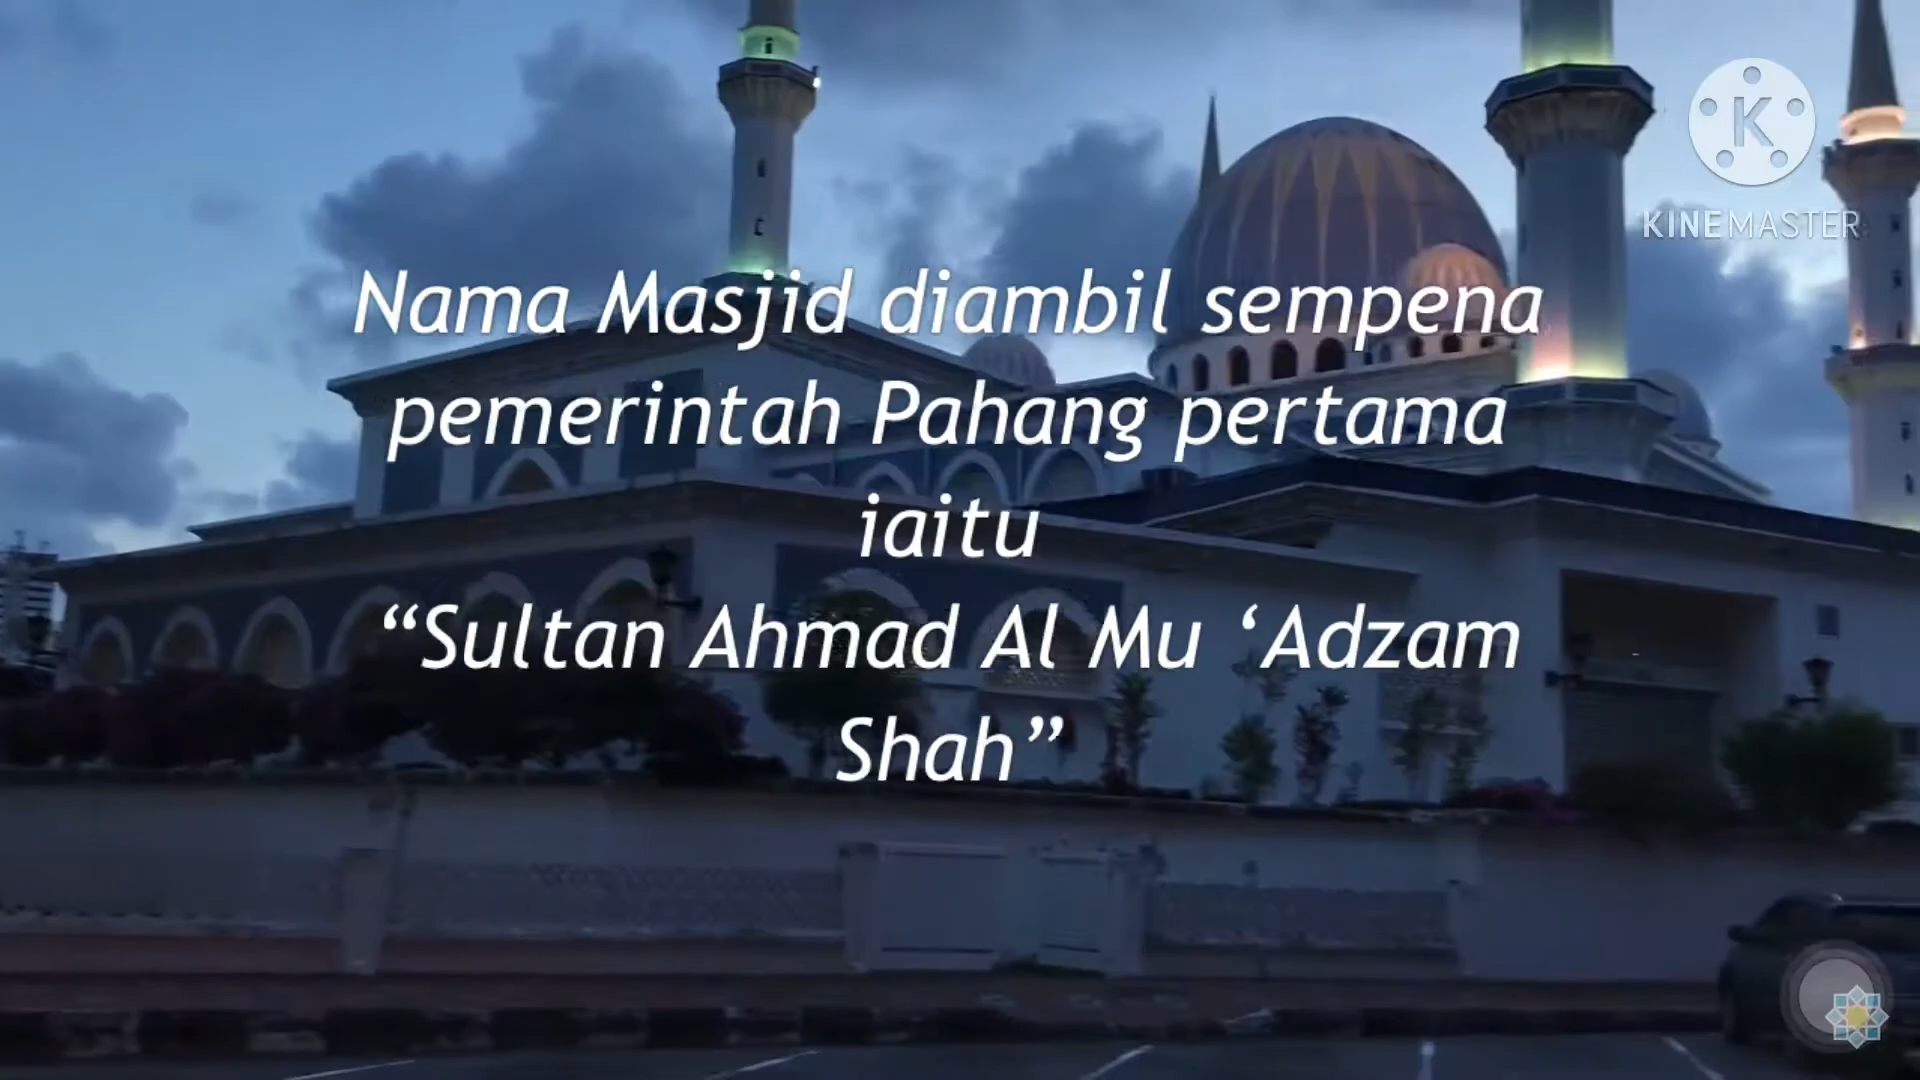 KINEMASTER
Nama Masjid diambil sempena
pemerintah Pahang pertama
iaitu
“Sultan Ahmad Al Mu ‘Adzam
Shah”